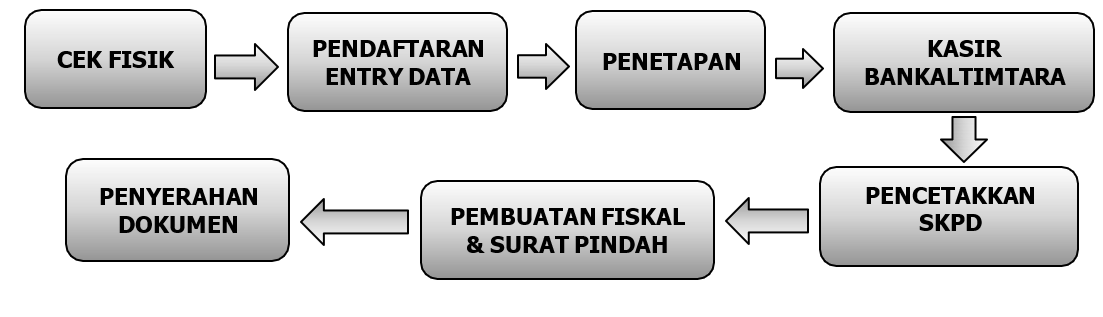 CEK FISIK
PENDAFTARAN
ENTRY DATA
PENETAPAN
KASIR
BANKALTIMTARA
PENCETAKKAN
SKPD
PEMBUATAN FISKAL
& SURAT PINDAH
PENYERAHAN
DOKUMEN